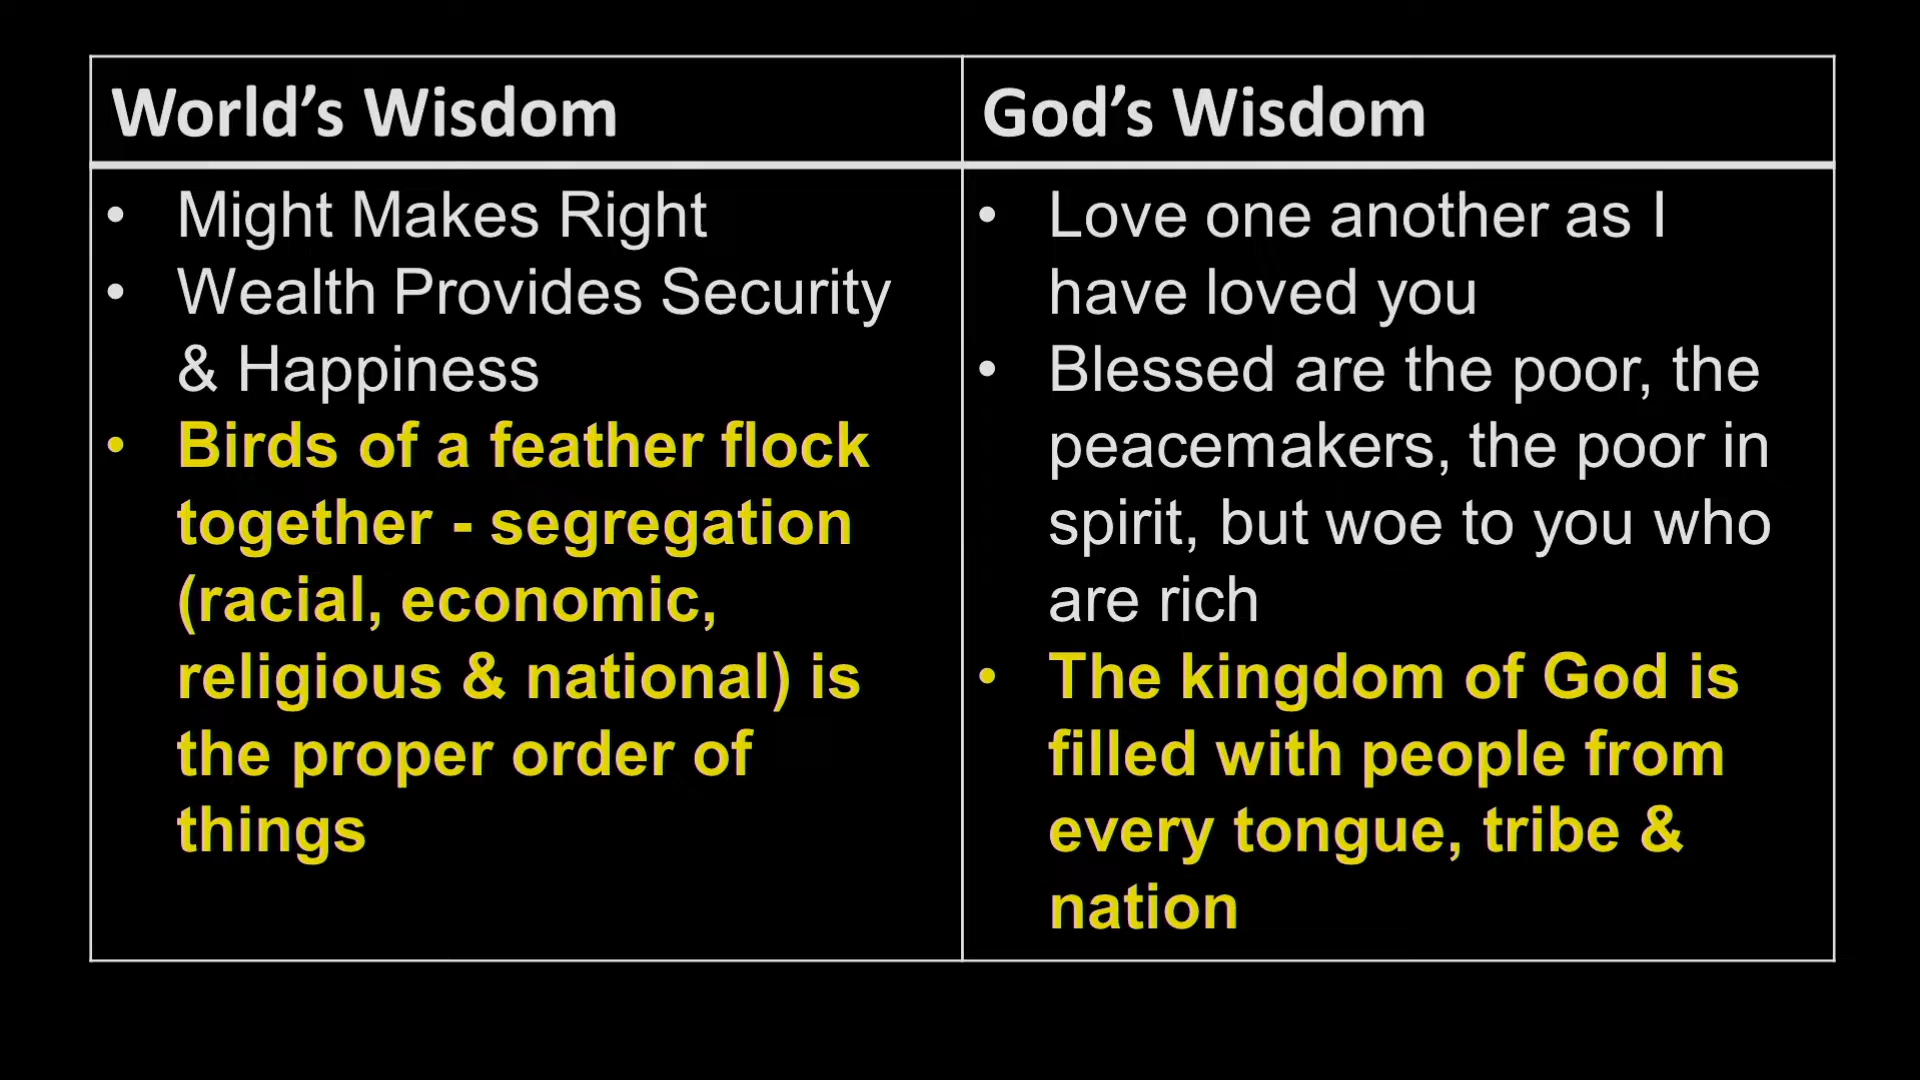 World’s Wisdom
• Might Makes Right
• Wealth Provides Security
& Happiness
• Birds of a feather flock
together - segregation
(racial, economic,
religious & national) is
the proper order of
things
God’s Wisdom
• Love one another as I
have loved you
• Blessed are the poor, the
peacemakers, the poor in
spirit, but woe to you who
are rich
• The kingdom of God is
filled with people from
every tongue, tribe &
nation